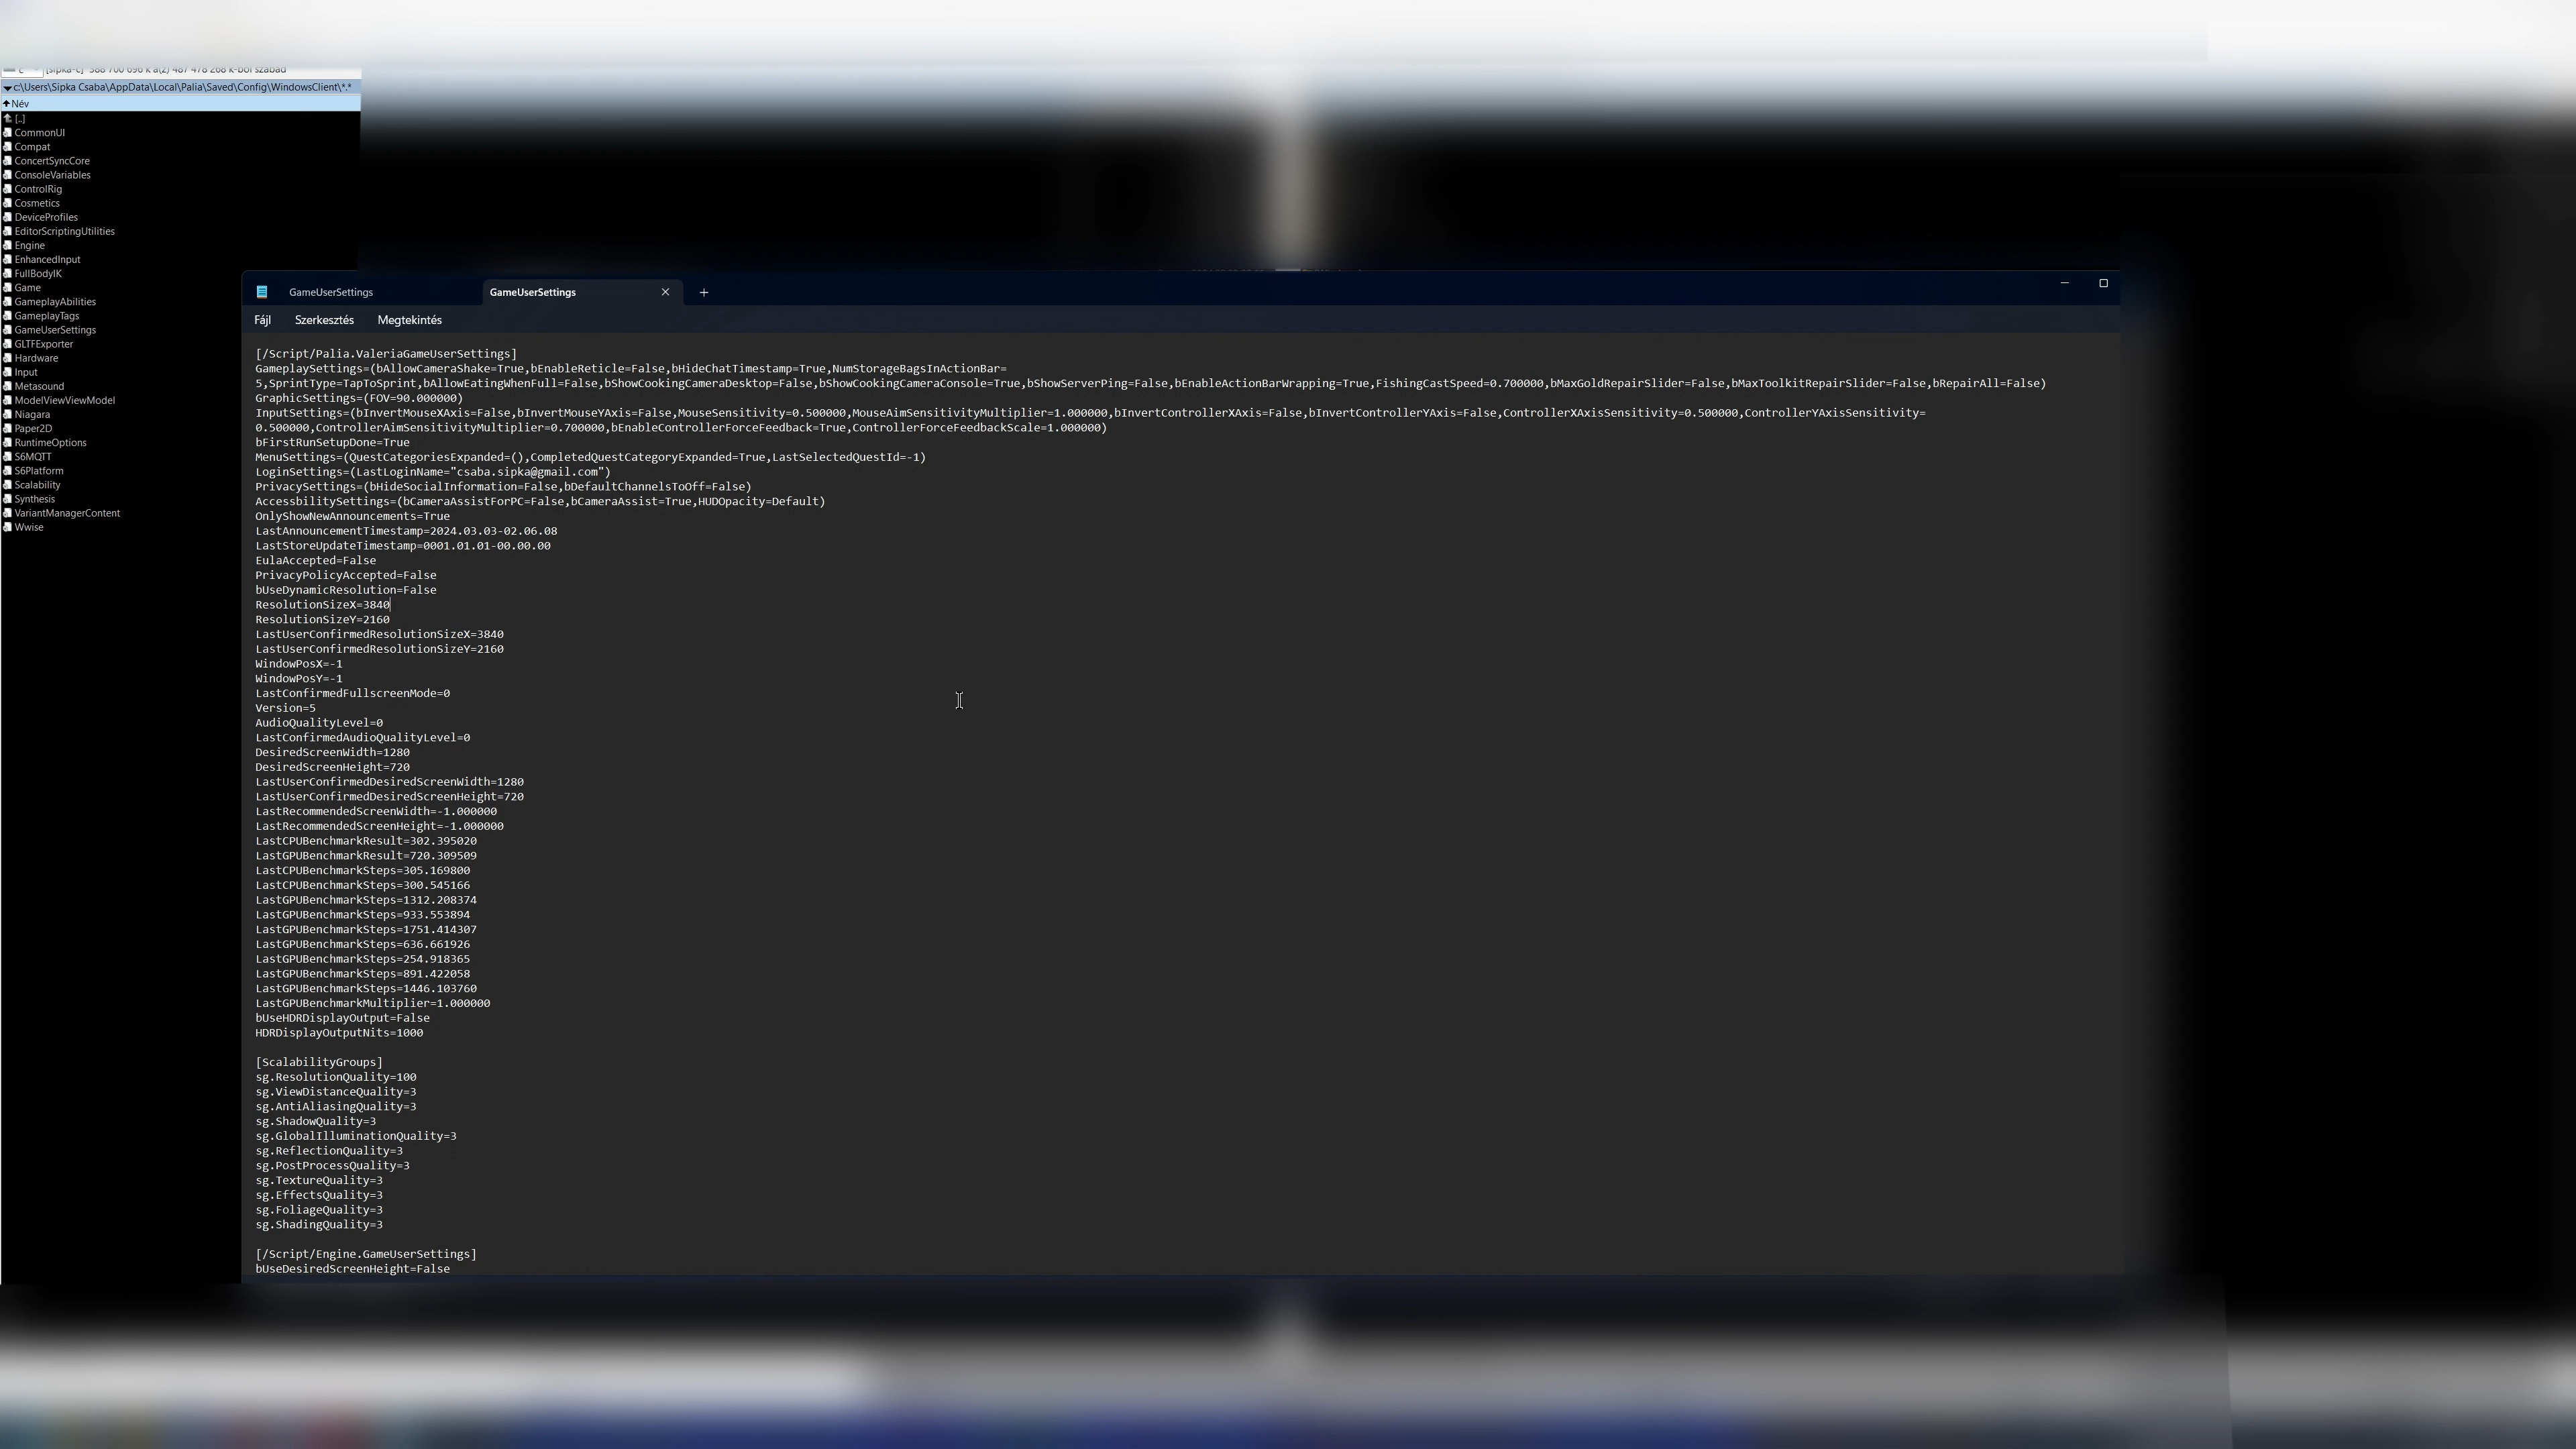 [sipka-c] 388 700 696 k a(z) 487 478 268 k-ból szabad
c:\Users\Sipka Csaba\AppData\Local\Palia\Saved\Config\WindowsClient\*.*
Név
[..]
CommonUI
Compat
ConcertSyncCore
ConsoleVariables
ControlRig
Cosmetics
DeviceProfiles
EditorScriptingUtilities
Engine
EnhancedInput
FullBodyIK
Game
GameplayAbilities
GameplayTags
GameUserSettings
GLTFExporter
Hardware
Input
Metasound
ModelViewViewModel
Niagara
Paper2D
RuntimeOptions
S6MQTT
S6Platform
Scalability
Synthesis
VariantManagerContent
Wwise
GameUserSettings
GameUserSettings
Fájl Szerkesztés Megtekintés
[/Script/Palia.ValeriaGameUserSettings]
GameplaySettings=(bAllowCameraShake=True,bEnableReticle=False,bHideChatTimestamp=True,NumStorageBagsInActionBar=
5,SprintType=TapToSprint,bAllowEatingWhenFull=False,bShowCookingCameraDesktop=False,bShowCookingCameraConsole=True,bShowServerPing=False,bEnableActionBarWrapping=True,FishingCastSpeed=0.700000,bMaxGoldRepairSlider=False,bMaxToolkitRepairSlider=False,bRepairAll=False)
GraphicSettings=(FOV=90.000000)
InputSettings=(bInvertMouseXAxis=False,bInvertMouseYAxis=False,MouseSensitivity=0.500000,MouseAimSensitivityMultiplier=1.000000,bInvertControllerXAxis=False,bInvertControllerYAxis=False,ControllerXAxisSensitivity=0.500000,ControllerYAxisSensitivity=
0.500000,ControllerAimSensitivityMultiplier=0.700000,bEnableControllerForceFeedback=True,ControllerForceFeedbackScale=1.000000)
bFirstRunSetupDone=True
MenuSettings=(QuestCategoriesExpanded=(),CompletedQuestCategoryExpanded=True,LastSelectedQuestId=-1)
LoginSettings=(LastLoginName="csaba.sipka@gmail.com")
PrivacySettings=(bHideSocialInformation=False,bDefaultChannelsToOff=False)
AccessbilitySettings=(bCameraAssistForPC=False,bCameraAssist=True,HUDOpacity=Default)
OnlyShowNewAnnouncements=True
LastAnnouncementTimestamp=2024.03.03-02.06.08
LastStoreUpdateTimestamp=0001.01.01-00.00.00
EulaAccepted=False
PrivacyPolicyAccepted=False
bUseDynamicResolution=False
ResolutionSizeX=3840
ResolutionSizeY=2160
LastUserConfirmedResolutionSizeX=3840
LastUserConfirmedResolutionSizeY=2160
WindowPosX=-1
WindowPosY=-1
LastConfirmedFullscreenMode=0
Version=5
AudioQualityLevel=0
LastConfirmedAudioQualityLevel=0
DesiredScreenWidth=1280
DesiredScreenHeight=720
LastUserConfirmedDesiredScreenWidth=1280
LastUserConfirmedDesiredScreenHeight=720
LastRecommendedScreenWidth=-1.000000
LastRecommendedScreenHeight=-1.000000
LastCPUBenchmarkResult=302.395020
LastGPUBenchmarkResult=720.309509
LastCPUBenchmarkSteps=305.169800
LastCPUBenchmarkSteps=300.545166
LastGPUBenchmarkSteps=1312.208374
LastGPUBenchmarkSteps=933.553894
LastGPUBenchmarkSteps=1751.414307
LastGPUBenchmarkSteps=636.661926
LastGPUBenchmarkSteps=254.918365
LastGPUBenchmarkSteps=891.422058
LastGPUBenchmarkSteps=1446.103760
LastGPUBenchmarkMultiplier=1.000000
bUseHDRDisplayOutput=False
HDRDisplayOutputNits=1000
[ScalabilityGroups]
sg.ResolutionQuality=100
sg.ViewDistanceQuality=3
sg.AntiAliasingQuality=3
sg.ShadowQuality=3
sg.GlobalIlluminationQuality=3
sg.ReflectionQuality=3
sg.PostProcessQuality=3
sg.TextureQuality=3
sg.EffectsQuality=3
sg.FoliageQuality=3
sg.ShadingQuality=3
[/Script/Engine.GameUserSettings]
bUseDesiredScreenHeight=False